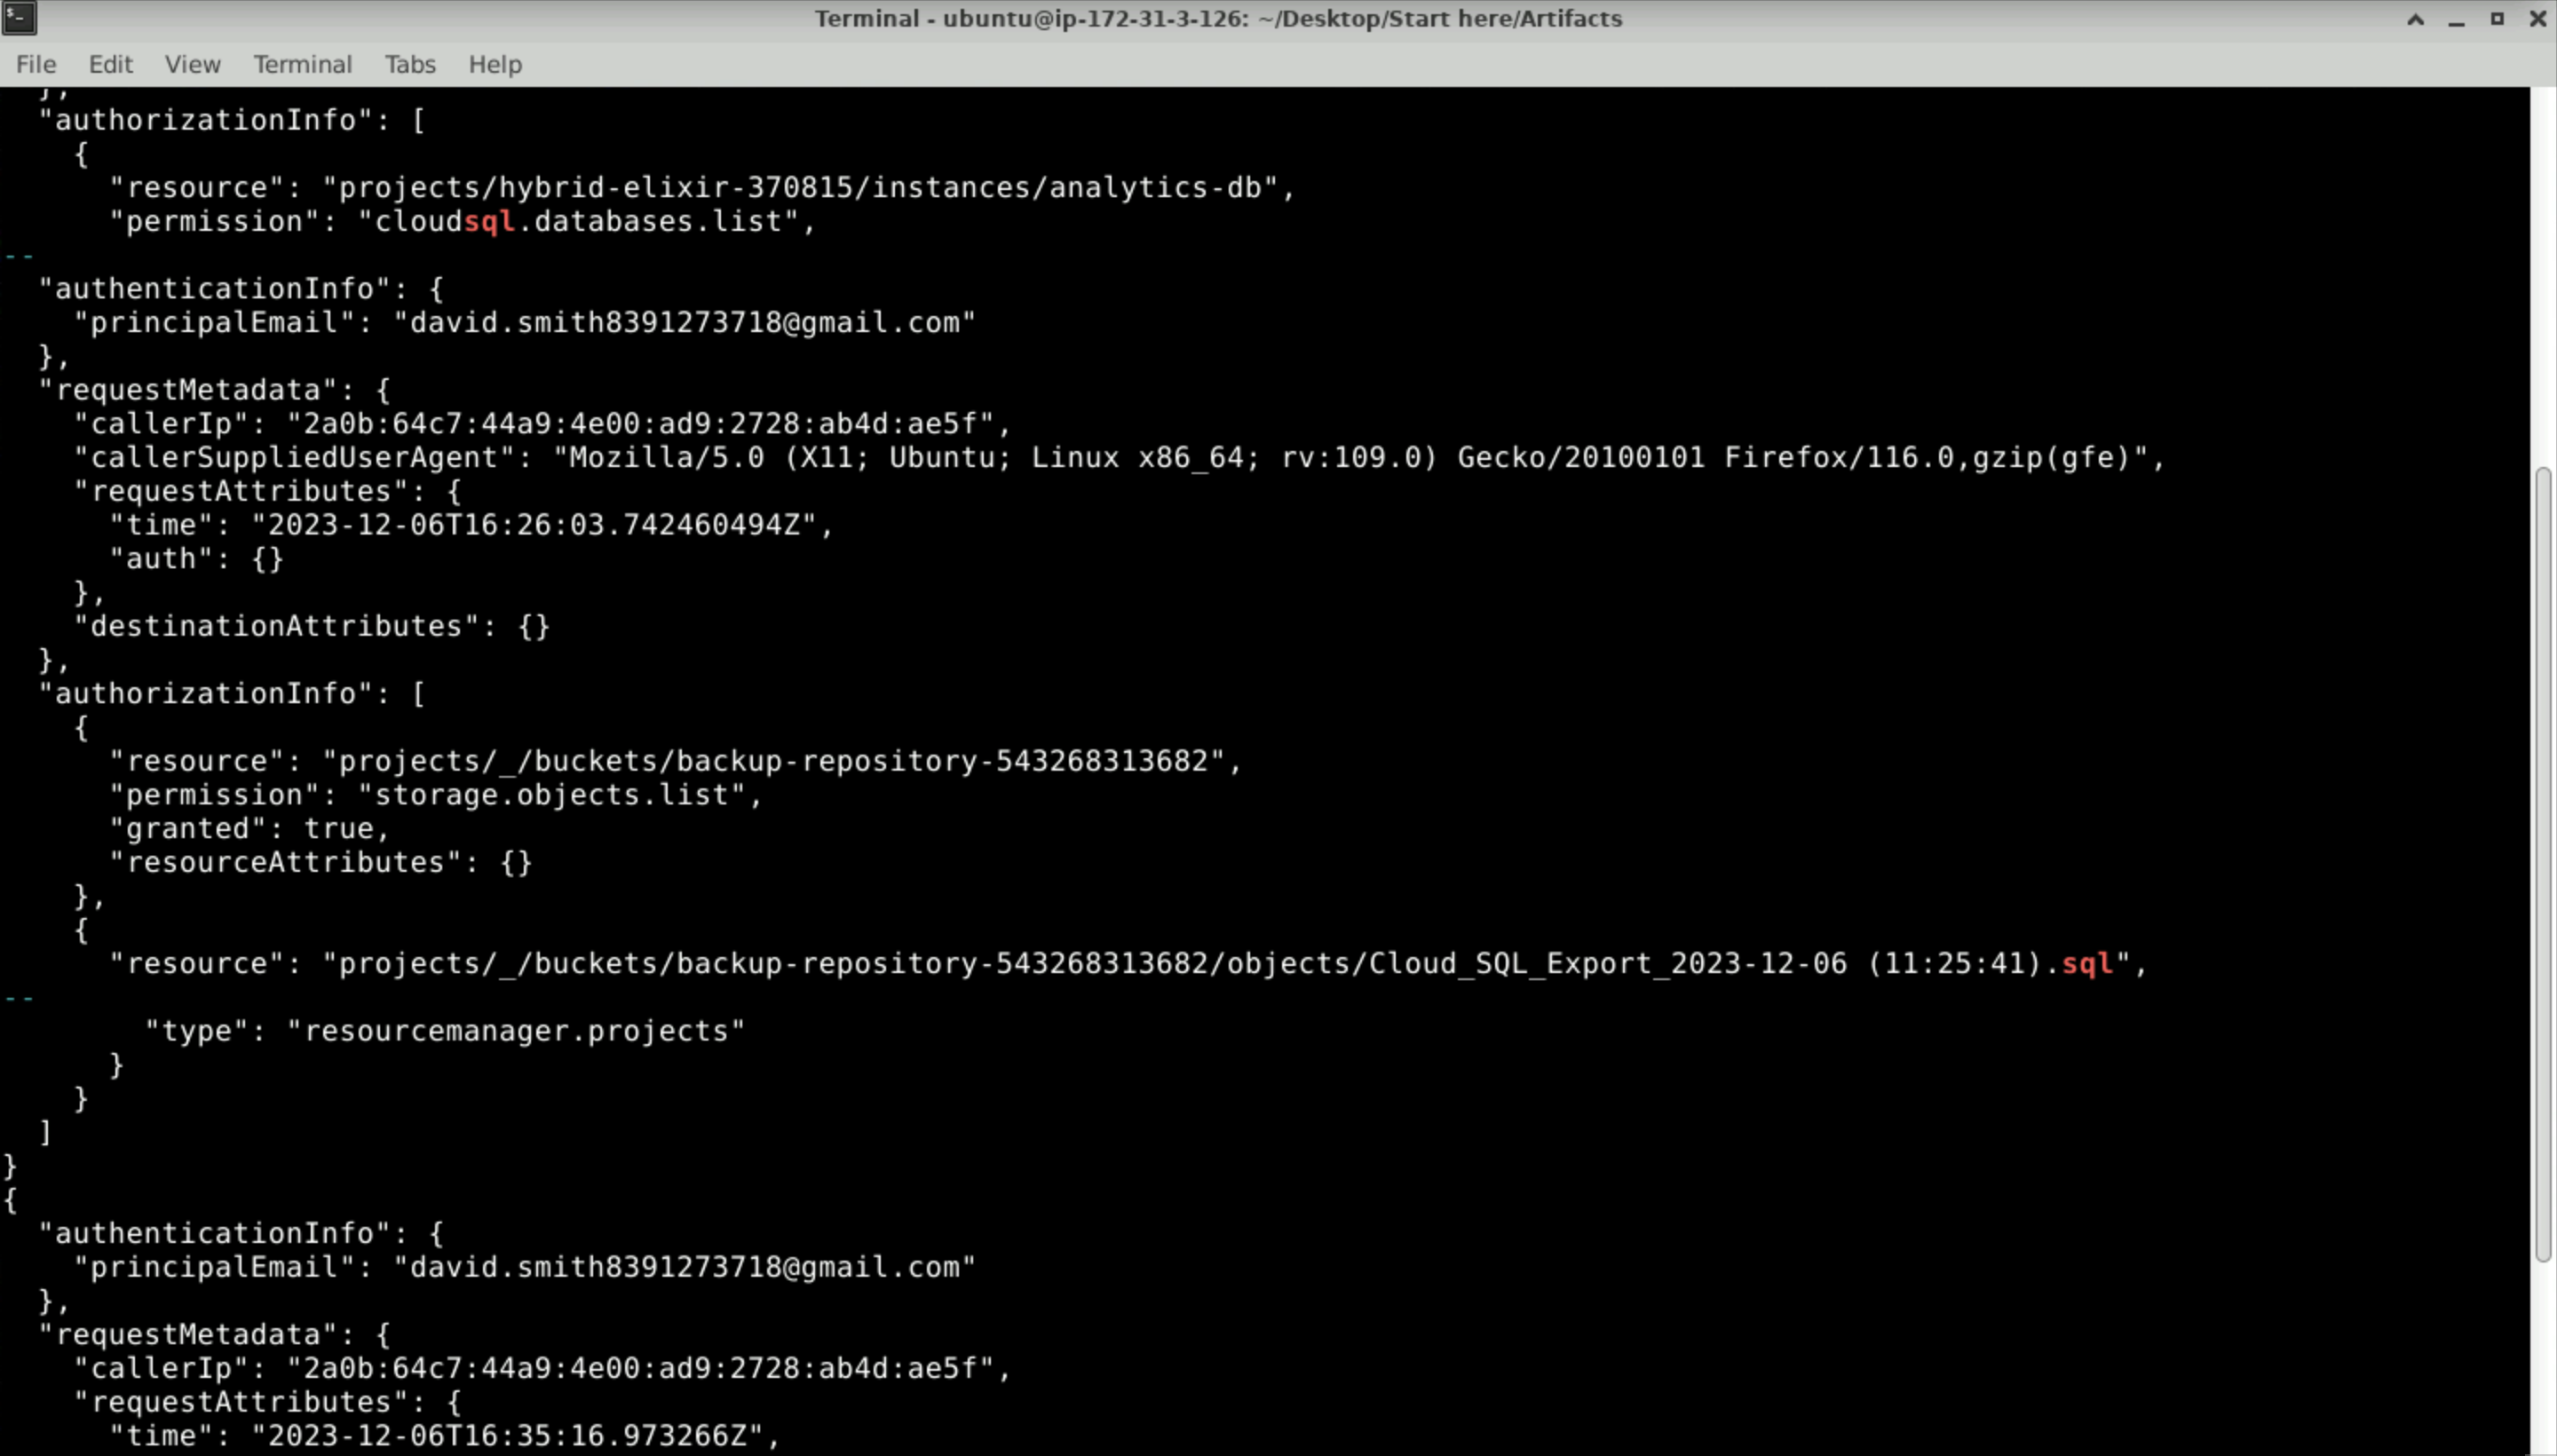 Terminal - ubuntu@ip-172-31-3-126: ~/Desktop/Start here/Artifacts
File Edit View Terminal Tabs Help
},
"authorizationInfo": [
{
"resource": "projects/hybrid-elixir-370815/instances/analytics-db",
"permission": "cloudsql.databases.list",
--
"authenticationInfo": {
"principalEmail": "david.smith8391273718@gmail.com"
},
"requestMetadata": {
"callerIp": "2a0b:64c7:44a9:4e00:ad9:2728:ab4d:ae5f",
"callerSuppliedUserAgent": "Mozilla/5.0 (X11; Ubuntu; Linux x86_64; rv:109.0) Gecko/20100101 Firefox/116.0,gzip(gfe)",
"requestAttributes": {
"time": "2023-12-06T16:26:03.742460494Z",
"auth": {}
},
"destinationAttributes": {}
},
"authorizationInfo": [
{
"resource": "projects/_/buckets/backup-repository-543268313682",
"permission": "storage.objects.list",
"granted": true,
"resourceAttributes": {}
},
{
"resource": "projects/_/buckets/backup-repository-543268313682/objects/Cloud_SQL_Export_2023-12-06 (11:25:41).sql",
--
"type": "resourcemanager.projects"
}
}
]
}
{
"authenticationInfo": {
"principalEmail": "david.smith8391273718@gmail.com"
},
"requestMetadata": {
"callerIp": "2a0b:64c7:44a9:4e00:ad9:2728:ab4d:ae5f",
"requestAttributes": {
"time": "2023-12-06T16:35:16.973266Z",